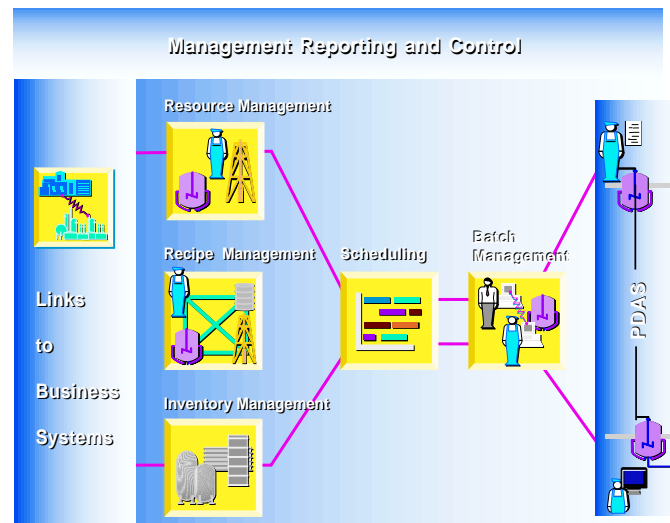 Management Reporting and Control
Resource Management
Recipe Management
Scheduling
Batch
Management
Links
to
Business
Systems
Inventory Management
PDAS